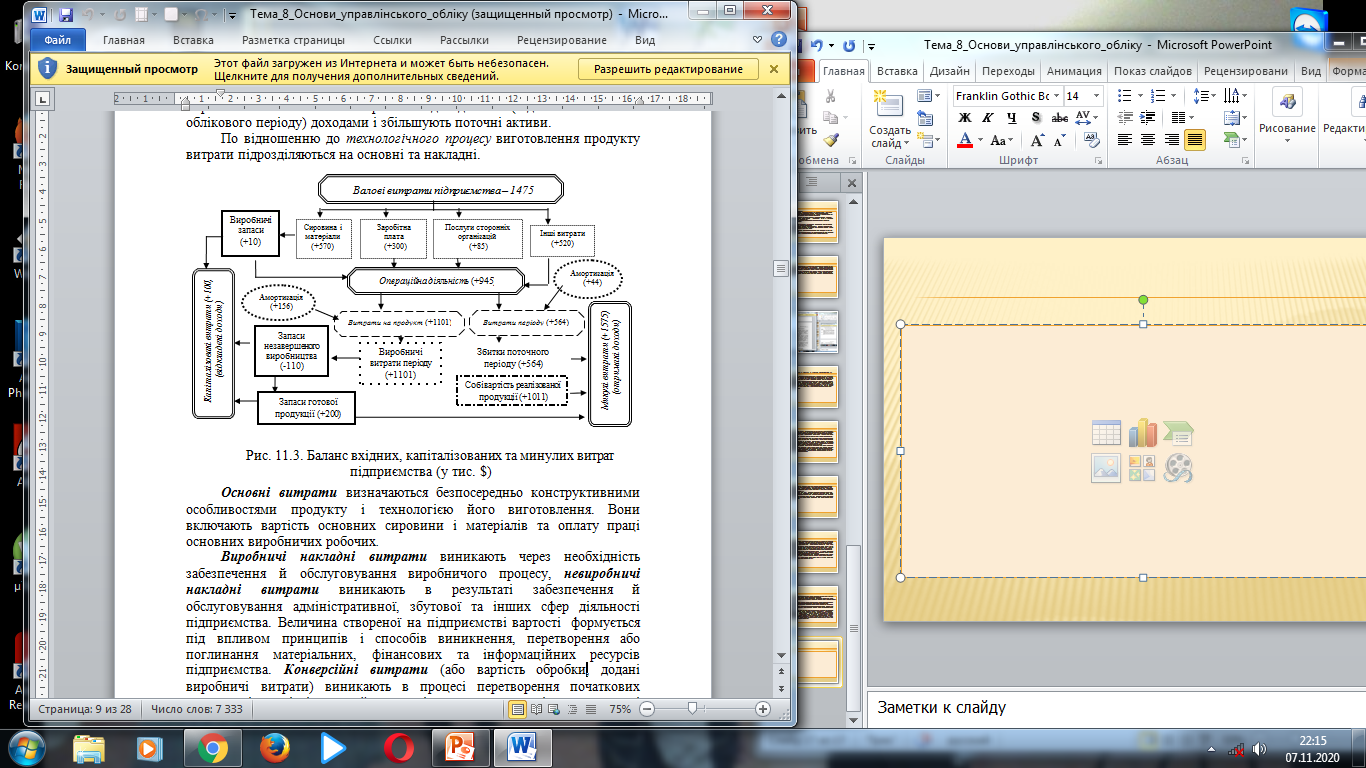 Тема_8_Основи_управлінського_обліку (защищенный просмотр) - Micro...
Файл Главная Вставка Разметка страницы Ссылки Рассылки Рецензирование Вид
Защищенный просмотр
Этот файл загружен из Интернета и может быть небезопасен.
Щелкните для получения дополнительных сведений.
Разрешить редактирование
облікового періоду) доходами і збільшують поточні активи.
По відношенню до технологічного процесу виготовлення продукту
витрати підрозділяються на основні та накладні.
Валові витрати підприємства – 1475
Виробничі
запаси
(+10)
Сировина і
матеріали
(+570)
Заробітна
плата
(+300)
Послуги сторонніх
організацій
(+85)
Інші витрати
(+520)
Операційна діяльність (+945)
Амортизація
(+44)
Амортизація
(+156)
Капіталізовані витрати (+ 100)
(відкладені доходи)
Витрати на продукт (+1101)
Витрати періоду (+564)
Запаси
незавершеного
виробництва
(-110)
Виробничі
витрати періоду
(+1101)
Збитки поточного
періоду (+564)
Собівартість реалізованої
продукції (+1011)
(отримані доходи)
Запаси готової
продукції (+200)
Рис. 11.3. Баланс вхідних, капіталізованих та минулих витрат
підприємства (у тис. $)
Основні витрати визначаються безпосередньо конструктивними
особливостями продукту і технологією його виготовлення. Вони
включають вартість основних сировини і матеріалів та оплату праці
основних виробничих робочих.
Виробничі накладні витрати виникають через необхідність
забезпечення й обслуговування виробничого процесу, невиробничі
накладні витрати виникають в результаті забезпечення й
обслуговування адміністративної, збутової та інших сфер діяльності
підприємства. Величина створеної на підприємстві вартості формується
під впливом принципів і способів виникнення, перетворення або
поглинання матеріальних, фінансових та інформаційних ресурсів
підприємства. Конверсійні витрати (або вартість обробки, додані
виробничі витрати) виникають в процесі перетворення початкових
Страница: 9 из 28 Число слов: 7 333 75%
Тема_8_Основи_управлінського_обліку - Microsoft PowerPoint
Главная Вставка Дизайн Переходы Анимация Показ слайдов Рецензировани Вид Форма
Создать
слайд
Franklin Gothic Bc 14
Ж К Ч S abc AV
А Aa А А
Рисование
Редакти
Слайды Шрифт Абзац
Заметки к слайду
22:15
07.11.2020